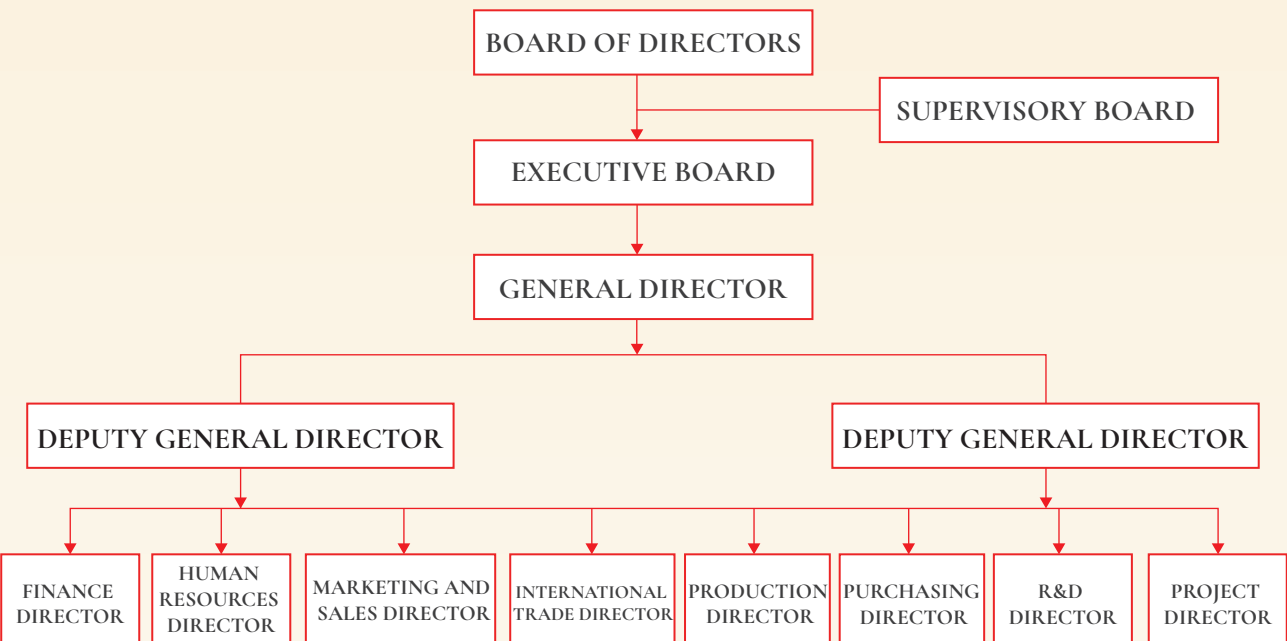 BOARD OF DIRECTORS
SUPERVISORY BOARD
EXECUTIVE BOARD
GENERAL DIRECTOR
DEPUTY GENERAL DIRECTOR
DEPUTY GENERAL DIRECTOR
FINANCE
DIRECTOR
HUMAN
RESOURCES
DIRECTOR
MARKETING AND
SALES DIRECTOR
INTERNATIONAL
TRADE DIRECTOR
PRODUCTION
DIRECTOR
PURCHASING
DIRECTOR
R&D
DIRECTOR
PROJECT
DIRECTOR